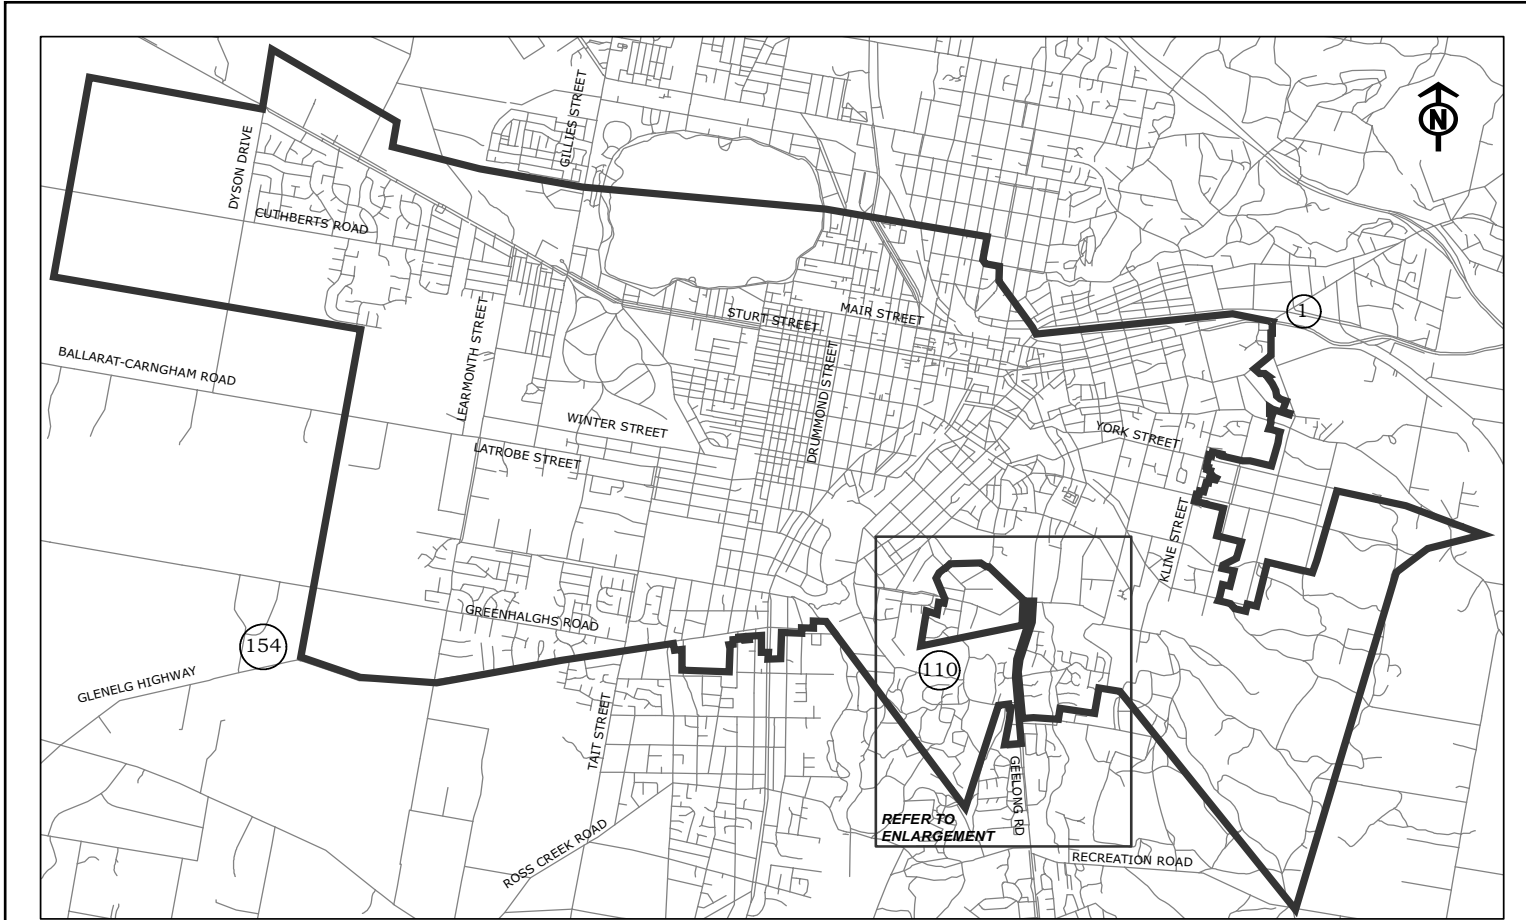 GILLIES STREET
N
DYSON DRIVE
CUTHBERTS ROAD
1
MAIR STREET
STURT STREET
LEARMONTH STREET
BALLARAT-CARNGHAM ROAD
DRUMMOND STREET
WINTER STREET
YORK STREET
LATROBE STREET
KLINE STREET
GREENHALGHS ROAD
154
110
GLENELG HIGHWAY
TAIT STREET
GEELONG RD
REFER TO
ENLARGEMENT
ROSS CREEK ROAD
RECREATION ROAD